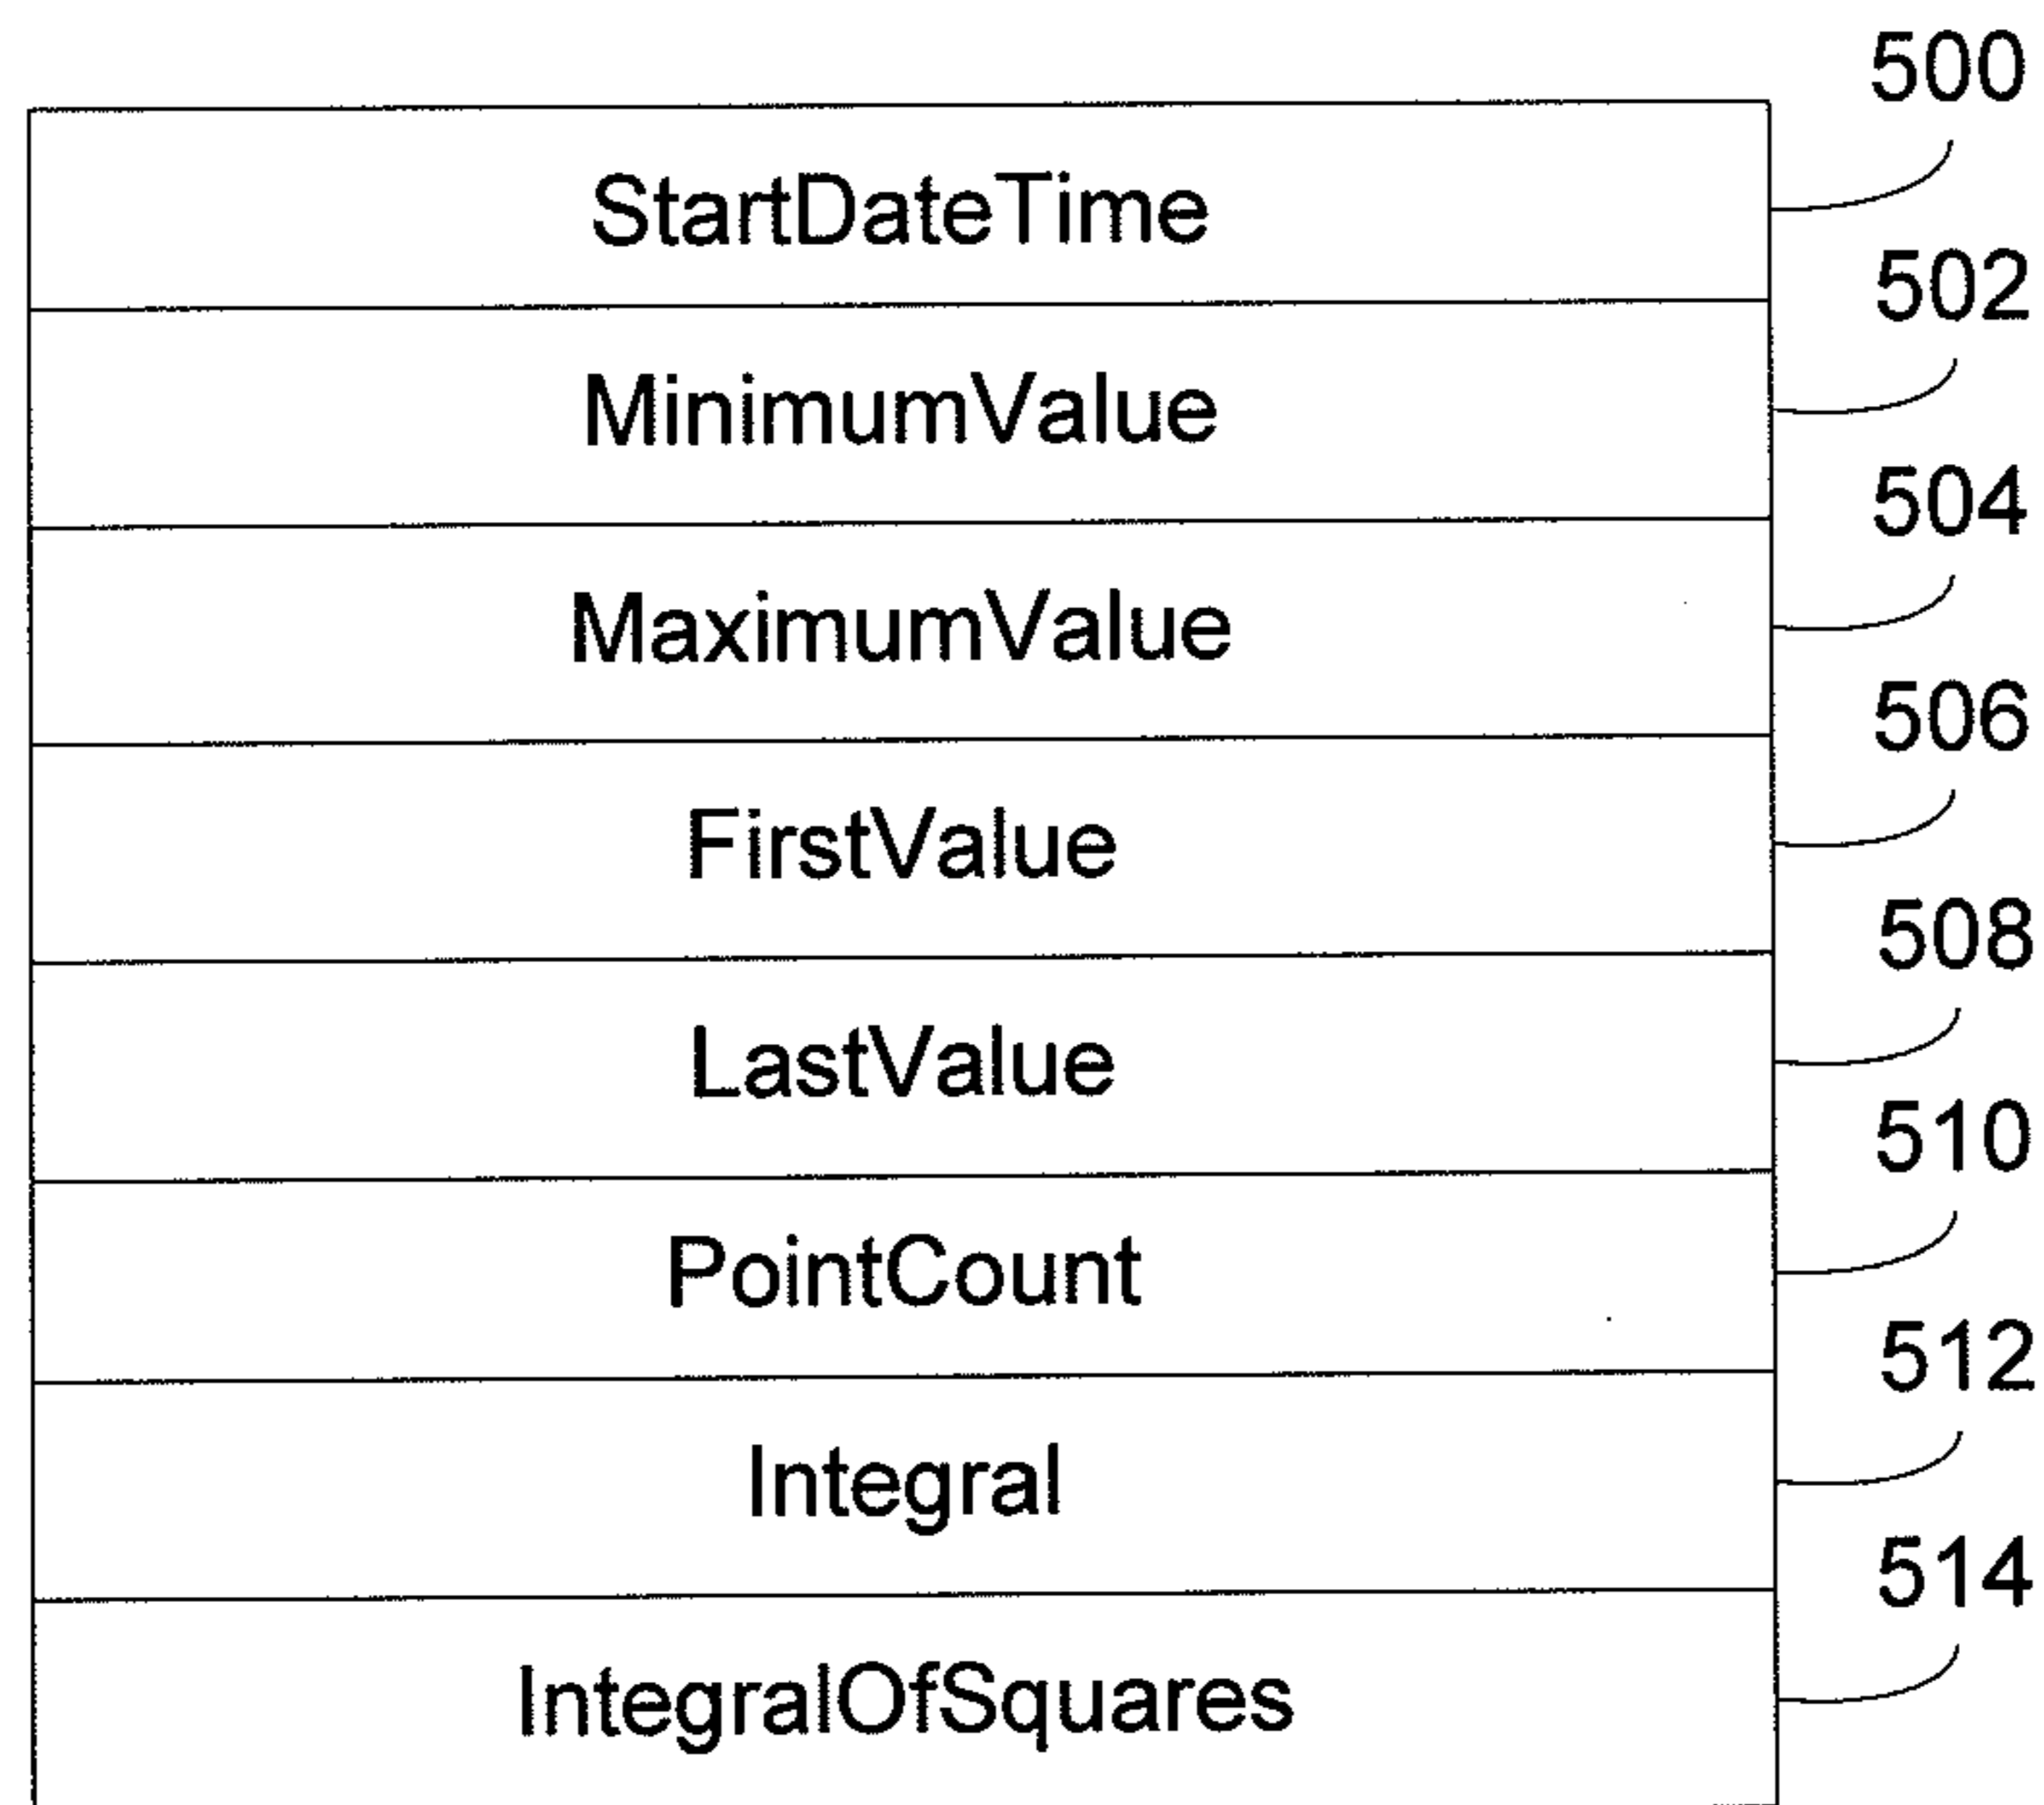 500
StartDateTime
502
MinimumValue
504
MaximumValue
506
FirstValue
508
LastValue
510
PointCount
512
Integral
514
IntegralOfSquares